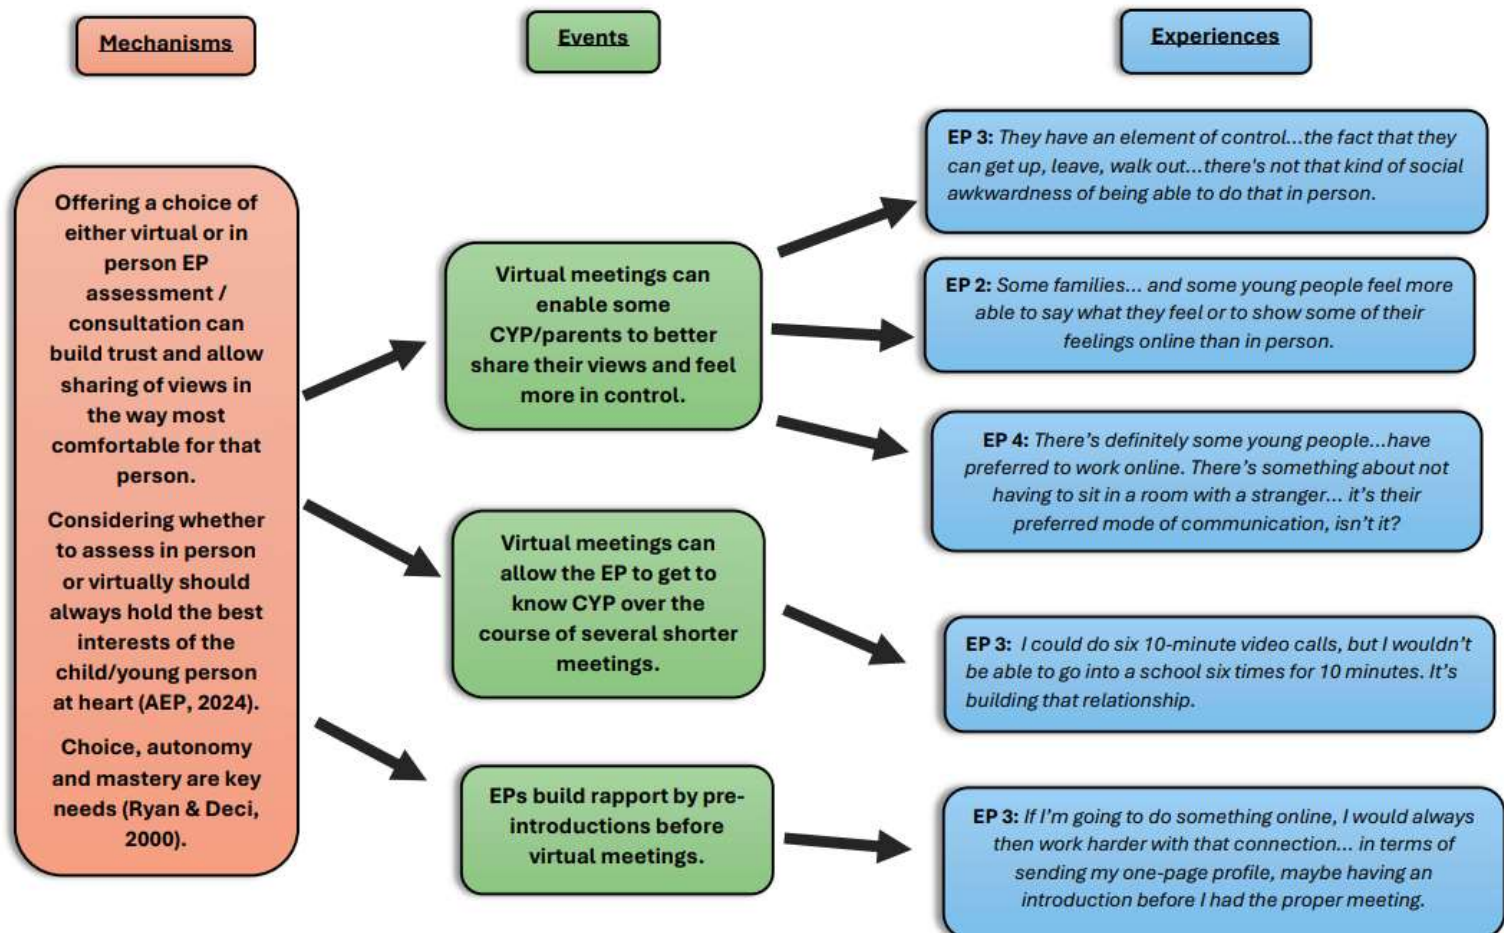 Mechanisms
Events
Experiences
Offering a choice of
either virtual or in
person EP
assessment /
consultation can
build trust and allow
sharing of views in
the way most
comfortable for that
person.
Considering whether
to assess in person
or virtually should
always hold the best
interests of the
child/young person
at heart (AEP, 2024).
Choice, autonomy
and mastery are key
needs (Ryan & Deci,
2000).
Virtual meetings can
enable some
CYP/parents to better
share their views and feel
more in control.
Virtual meetings can
allow the EP to get to
know CYP over the
course of several shorter
meetings.
EPs build rapport by pre-
introductions before
virtual meetings.
EP 3: They have an element of control...the fact that they
can get up, leave, walk out...there's not that kind of social
awkwardness of being able to do that in person.
EP 2: Some families... and some young people feel more
able to say what they feel or to show some of their
feelings online than in person.
EP 4: There’s definitely some young people...have
preferred to work online. There’s something about not
having to sit in a room with a stranger... it’s their
preferred mode of communication, isn’t it?
EP 3: I could do six 10-minute video calls, but I wouldn’t
be able to go into a school six times for 10 minutes. It’s
building that relationship.
EP 3: If I’m going to do something online, I would always
then work harder with that connection... in terms of
sending my one-page profile, maybe having an
introduction before I had the proper meeting.